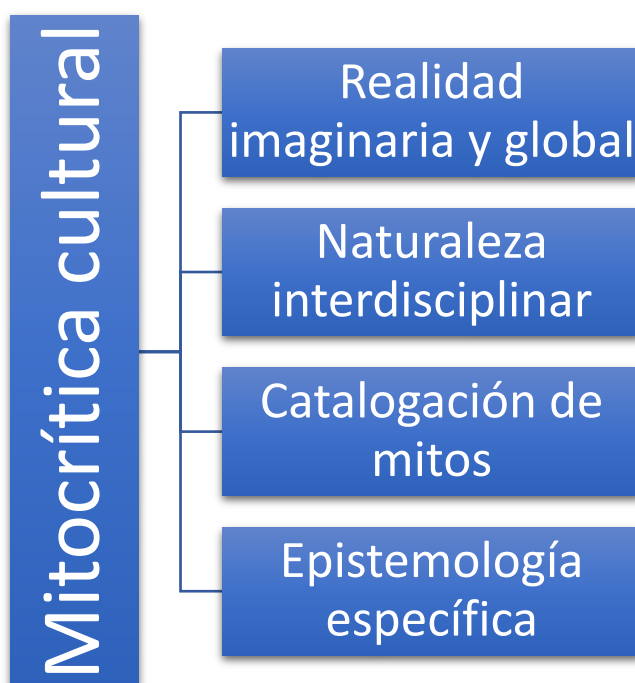 Mitocrítica cultural
Realidad
imaginaria y global
Naturaleza
interdisciplinar
Catalogación de
mitos
Epistemología
específica